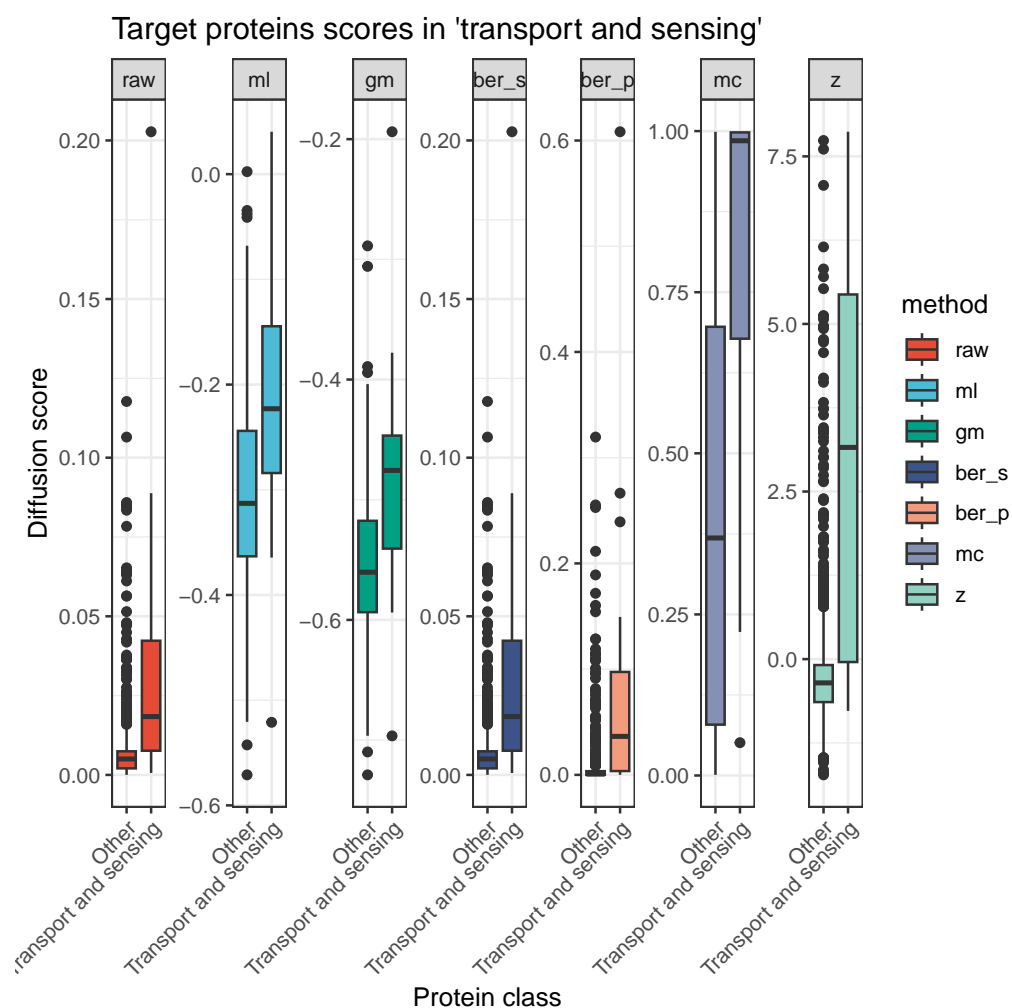 Target proteins scores in 'transport and sensing'
raw ml gm ber_s ber_p mc z
Diffusion score
0.20
0.15
0.10
0.05
0.00
0.0
−0.2
−0.4
−0.6
−0.2
−0.4
−0.6
0.20
0.15
0.10
0.05
0.00
0.6
0.4
0.2
0.0
1.00
0.75
0.50
0.25
0.00
7.5
5.0
2.5
0.0
Other
ransport and sensing
Other
Transport and sensing
Other
Transport and sensing
Other
Transport and sensing
Other
Transport and sensing
Other
Transport and sensing
Other
Transport and sensing
Protein class
method
raw
ml
gm
ber_s
ber_p
mc
z